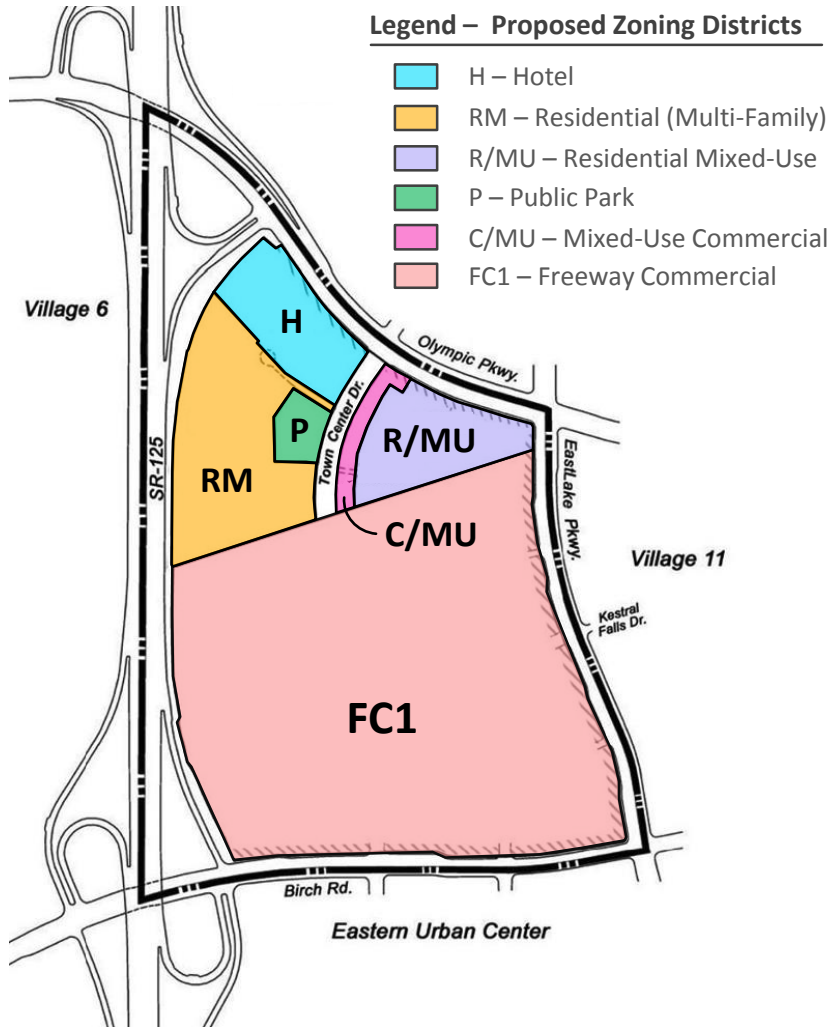 Legend – Proposed Zoning Districts
H – Hotel
RM – Residential (Multi-Family)
R/MU – Residential Mixed-Use
P – Public Park
C/MU – Mixed-Use Commercial
FC1 – Freeway Commercial
Village 6
H
Olympic Pkwy.
Town Center Dr.
P
R/MU
RM
SR-125
EastLake Pkwy.
C/MU
Village 11
Kestral
Falls Dr.
FC1
Birch Rd.
Eastern Urban Center